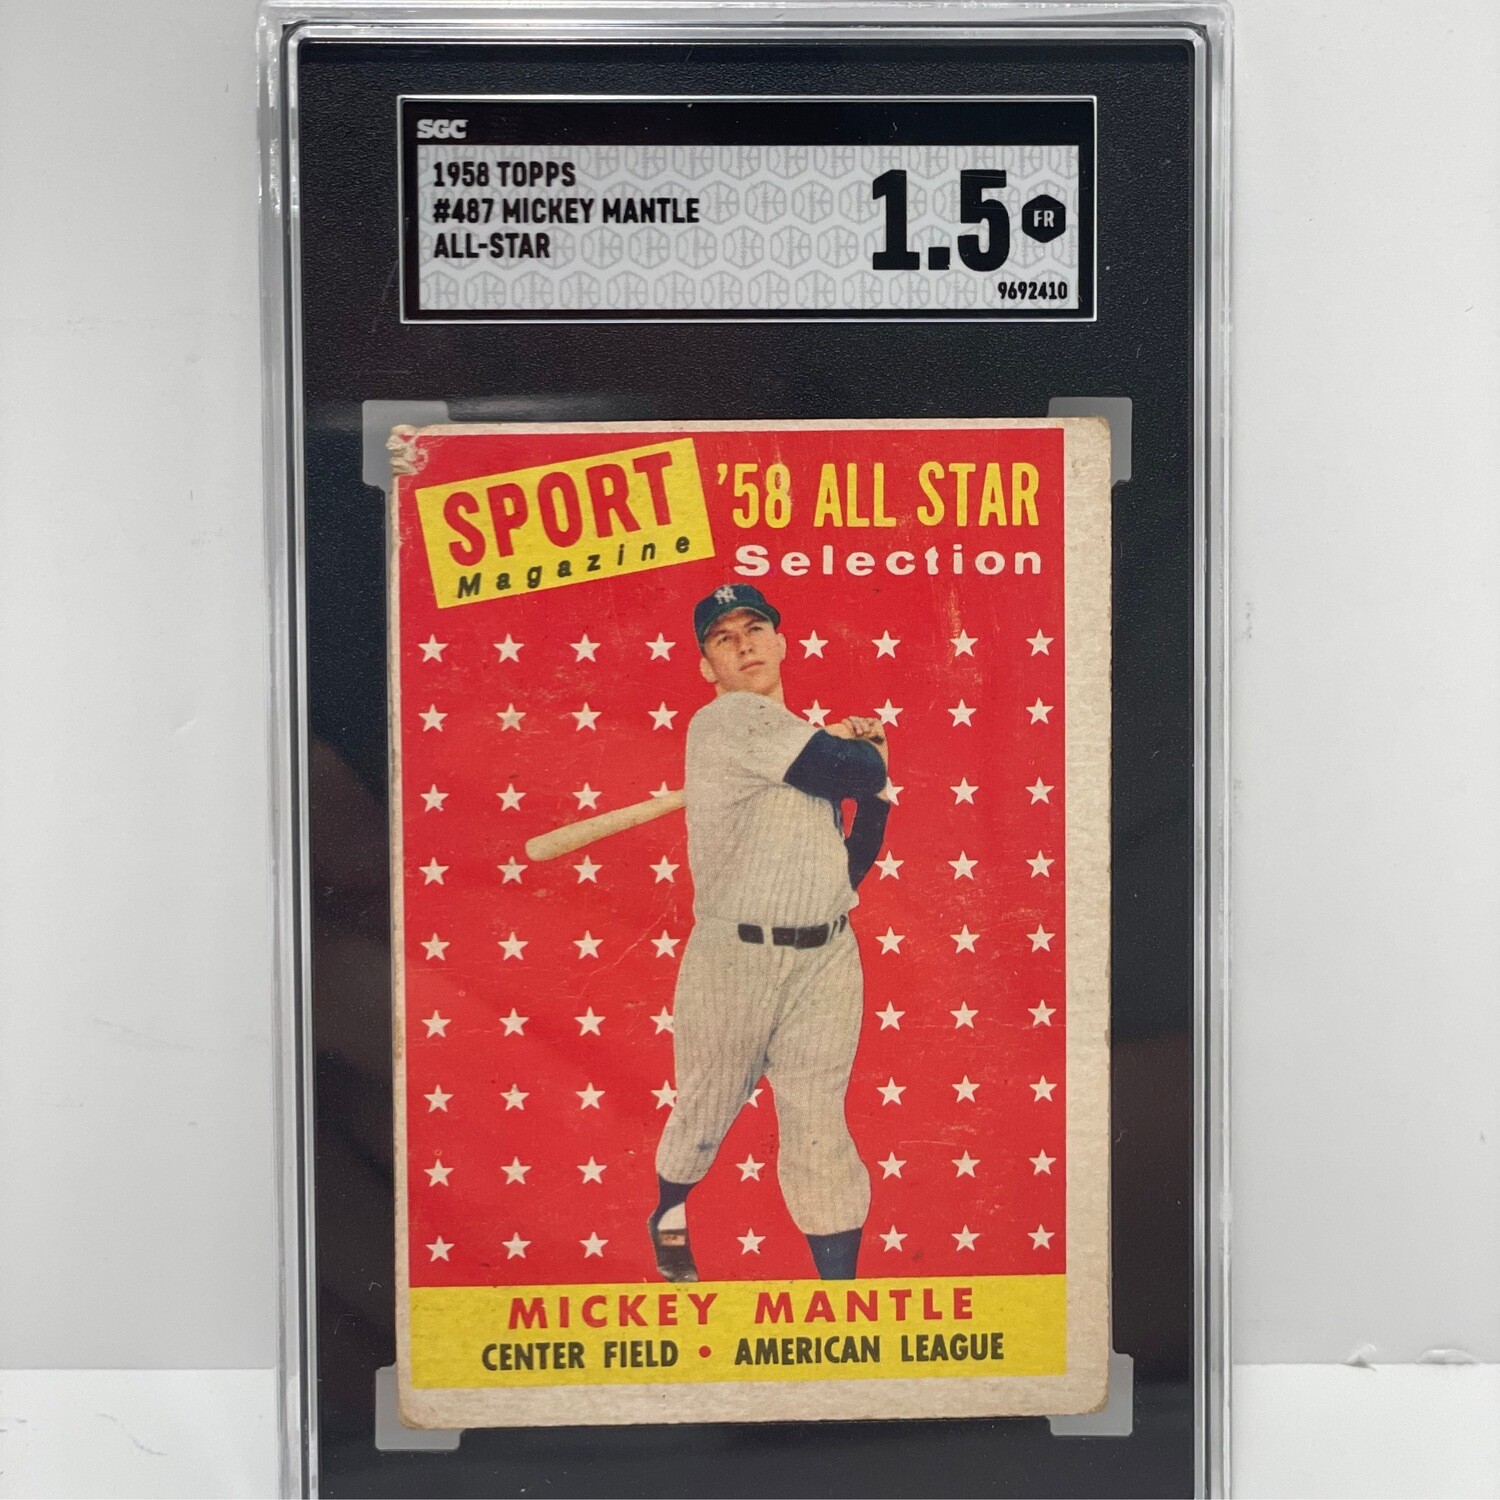 SGC
1958 TOPPS
#487 MICKEY MANTLE
ALL-STAR
1.5 FR
9692410
SPORT
Magazine
'58 ALL STAR
Selection
NY
MICKEY MANTLE
CENTER FIELD • AMERICAN LEAGUE